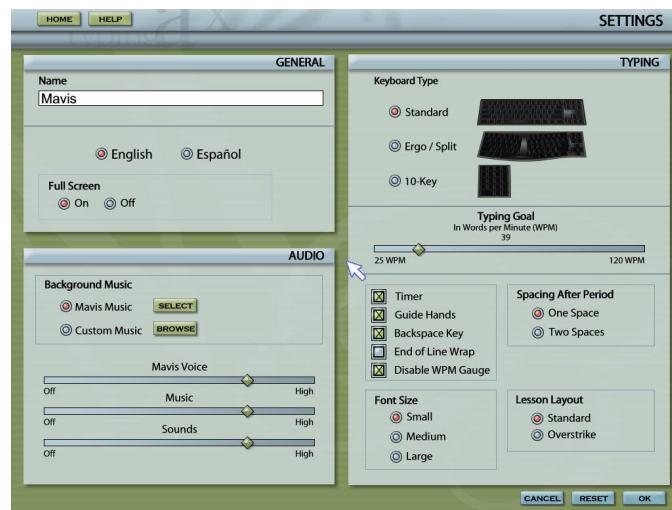 HOME HELP
SETTINGS
GENERAL
Name
Mavis
English Español
Full Screen
On Off
AUDIO
Background Music
Mavis Music SELECT
Custom Music BROWSE
Mavis Voice
Off High
Music
Off High
Sounds
Off High
TYPING
Keyboard Type
Standard
Ergo / Split
10-Key
Typing Goal
In Words per Minute (WPM)
39
25 WPM 120 WPM
Timer
Guide Hands
Backspace Key
End of Line Wrap
Disable WPM Gauge
Spacing After Period
One Space
Two Spaces
Font Size
Small
Medium
Large
Lesson Layout
Standard
Overstrike
CANCEL RESET OK